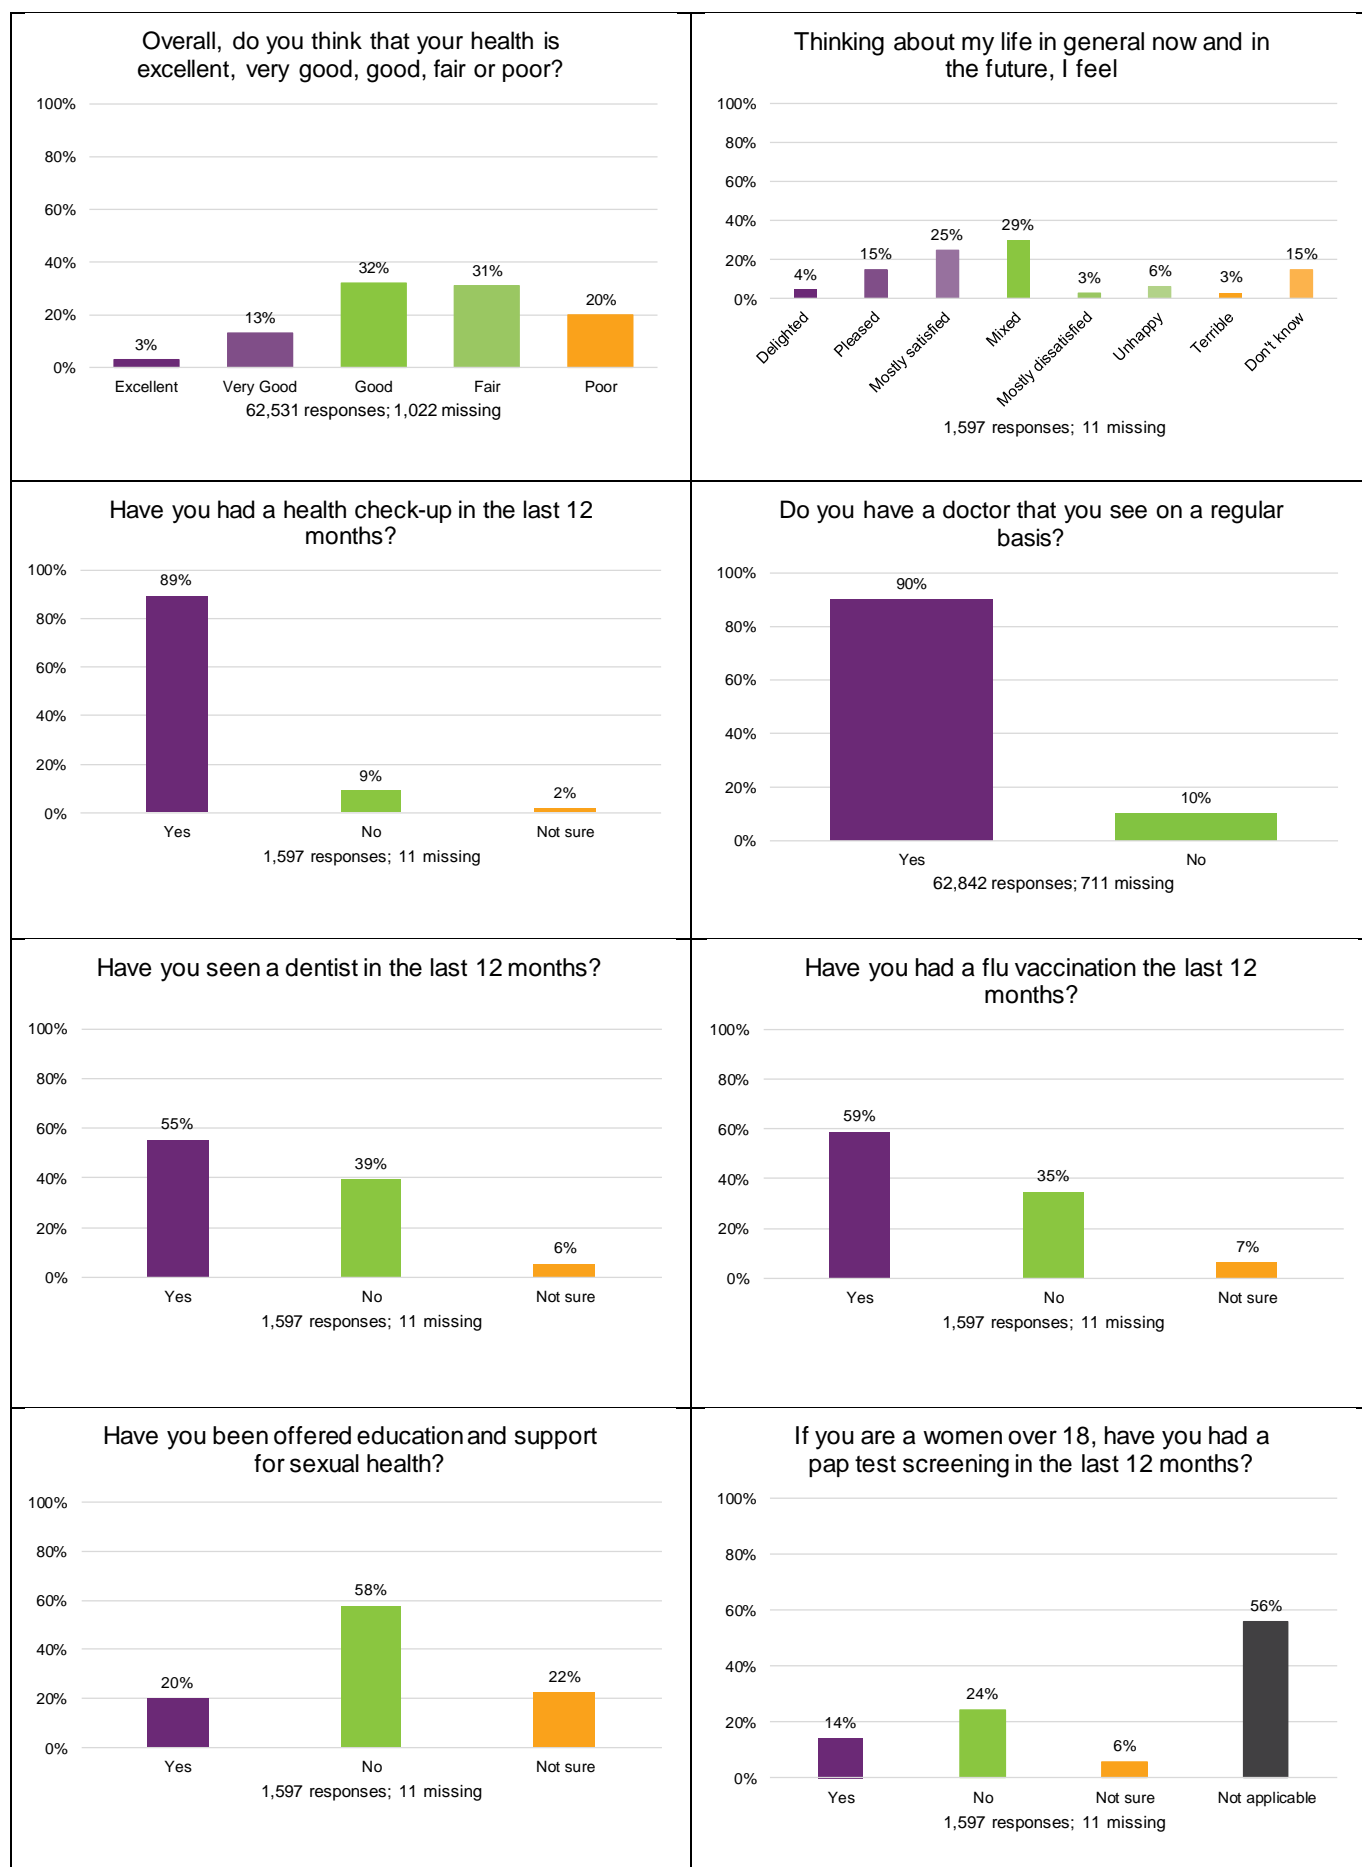 Overall, do you think that your health is
excellent, very good, good, fair or poor?
100%
80%
60%
40%
20%
0%
3%
13%
32%
31%
20%
Excellent
Very Good
Good
Fair
Poor
62,531 responses; 1,022 missing
Thinking about my life in general now and in
the future, I feel
100%
80%
60%
40%
20%
0%
4%
15%
25%
29%
3%
6%
3%
15%
Delighted
Pleased
Mostly satisfied
Mixed
Mostly dissatisfied
Unhappy
Terrible
Don't know
1,597 responses; 11 missing
Have you had a health check-up in the last 12
months?
100%
80%
60%
40%
20%
0%
89%
9%
2%
Yes
No
Not sure
1,597 responses; 11 missing
Do you have a doctor that you see on a regular
basis?
100%
80%
60%
40%
20%
0%
90%
10%
Yes
No
62,842 responses; 711 missing
Have you seen a dentist in the last 12 months?
100%
80%
60%
40%
20%
0%
55%
39%
6%
Yes
No
Not sure
1,597 responses; 11 missing
Have you had a flu vaccination the last 12
months?
100%
80%
60%
40%
20%
0%
59%
35%
7%
Yes
No
Not sure
1,597 responses; 11 missing
Have you been offered education and support
for sexual health?
100%
80%
60%
40%
20%
0%
20%
58%
22%
Yes
No
Not sure
1,597 responses; 11 missing
If you are a women over 18, have you had a
pap test screening in the last 12 months?
100%
80%
60%
40%
20%
0%
14%
24%
6%
56%
Yes
No
Not sure
Not applicable
1,597 responses; 11 missing